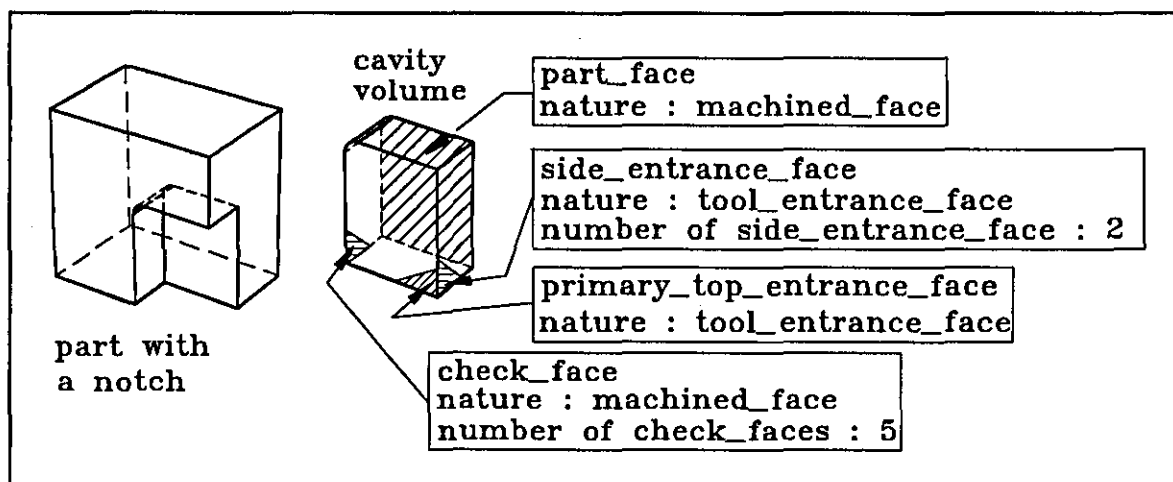 cavity
volume
part_face
nature : machined_face
side_entrance_face
nature : tool_entrance_face
number of side_entrance_face : 2
primary_top_entrance_face
nature : tool_entrance_face
part with
a notch
check_face
nature : machined_face
number of check_faces : 5